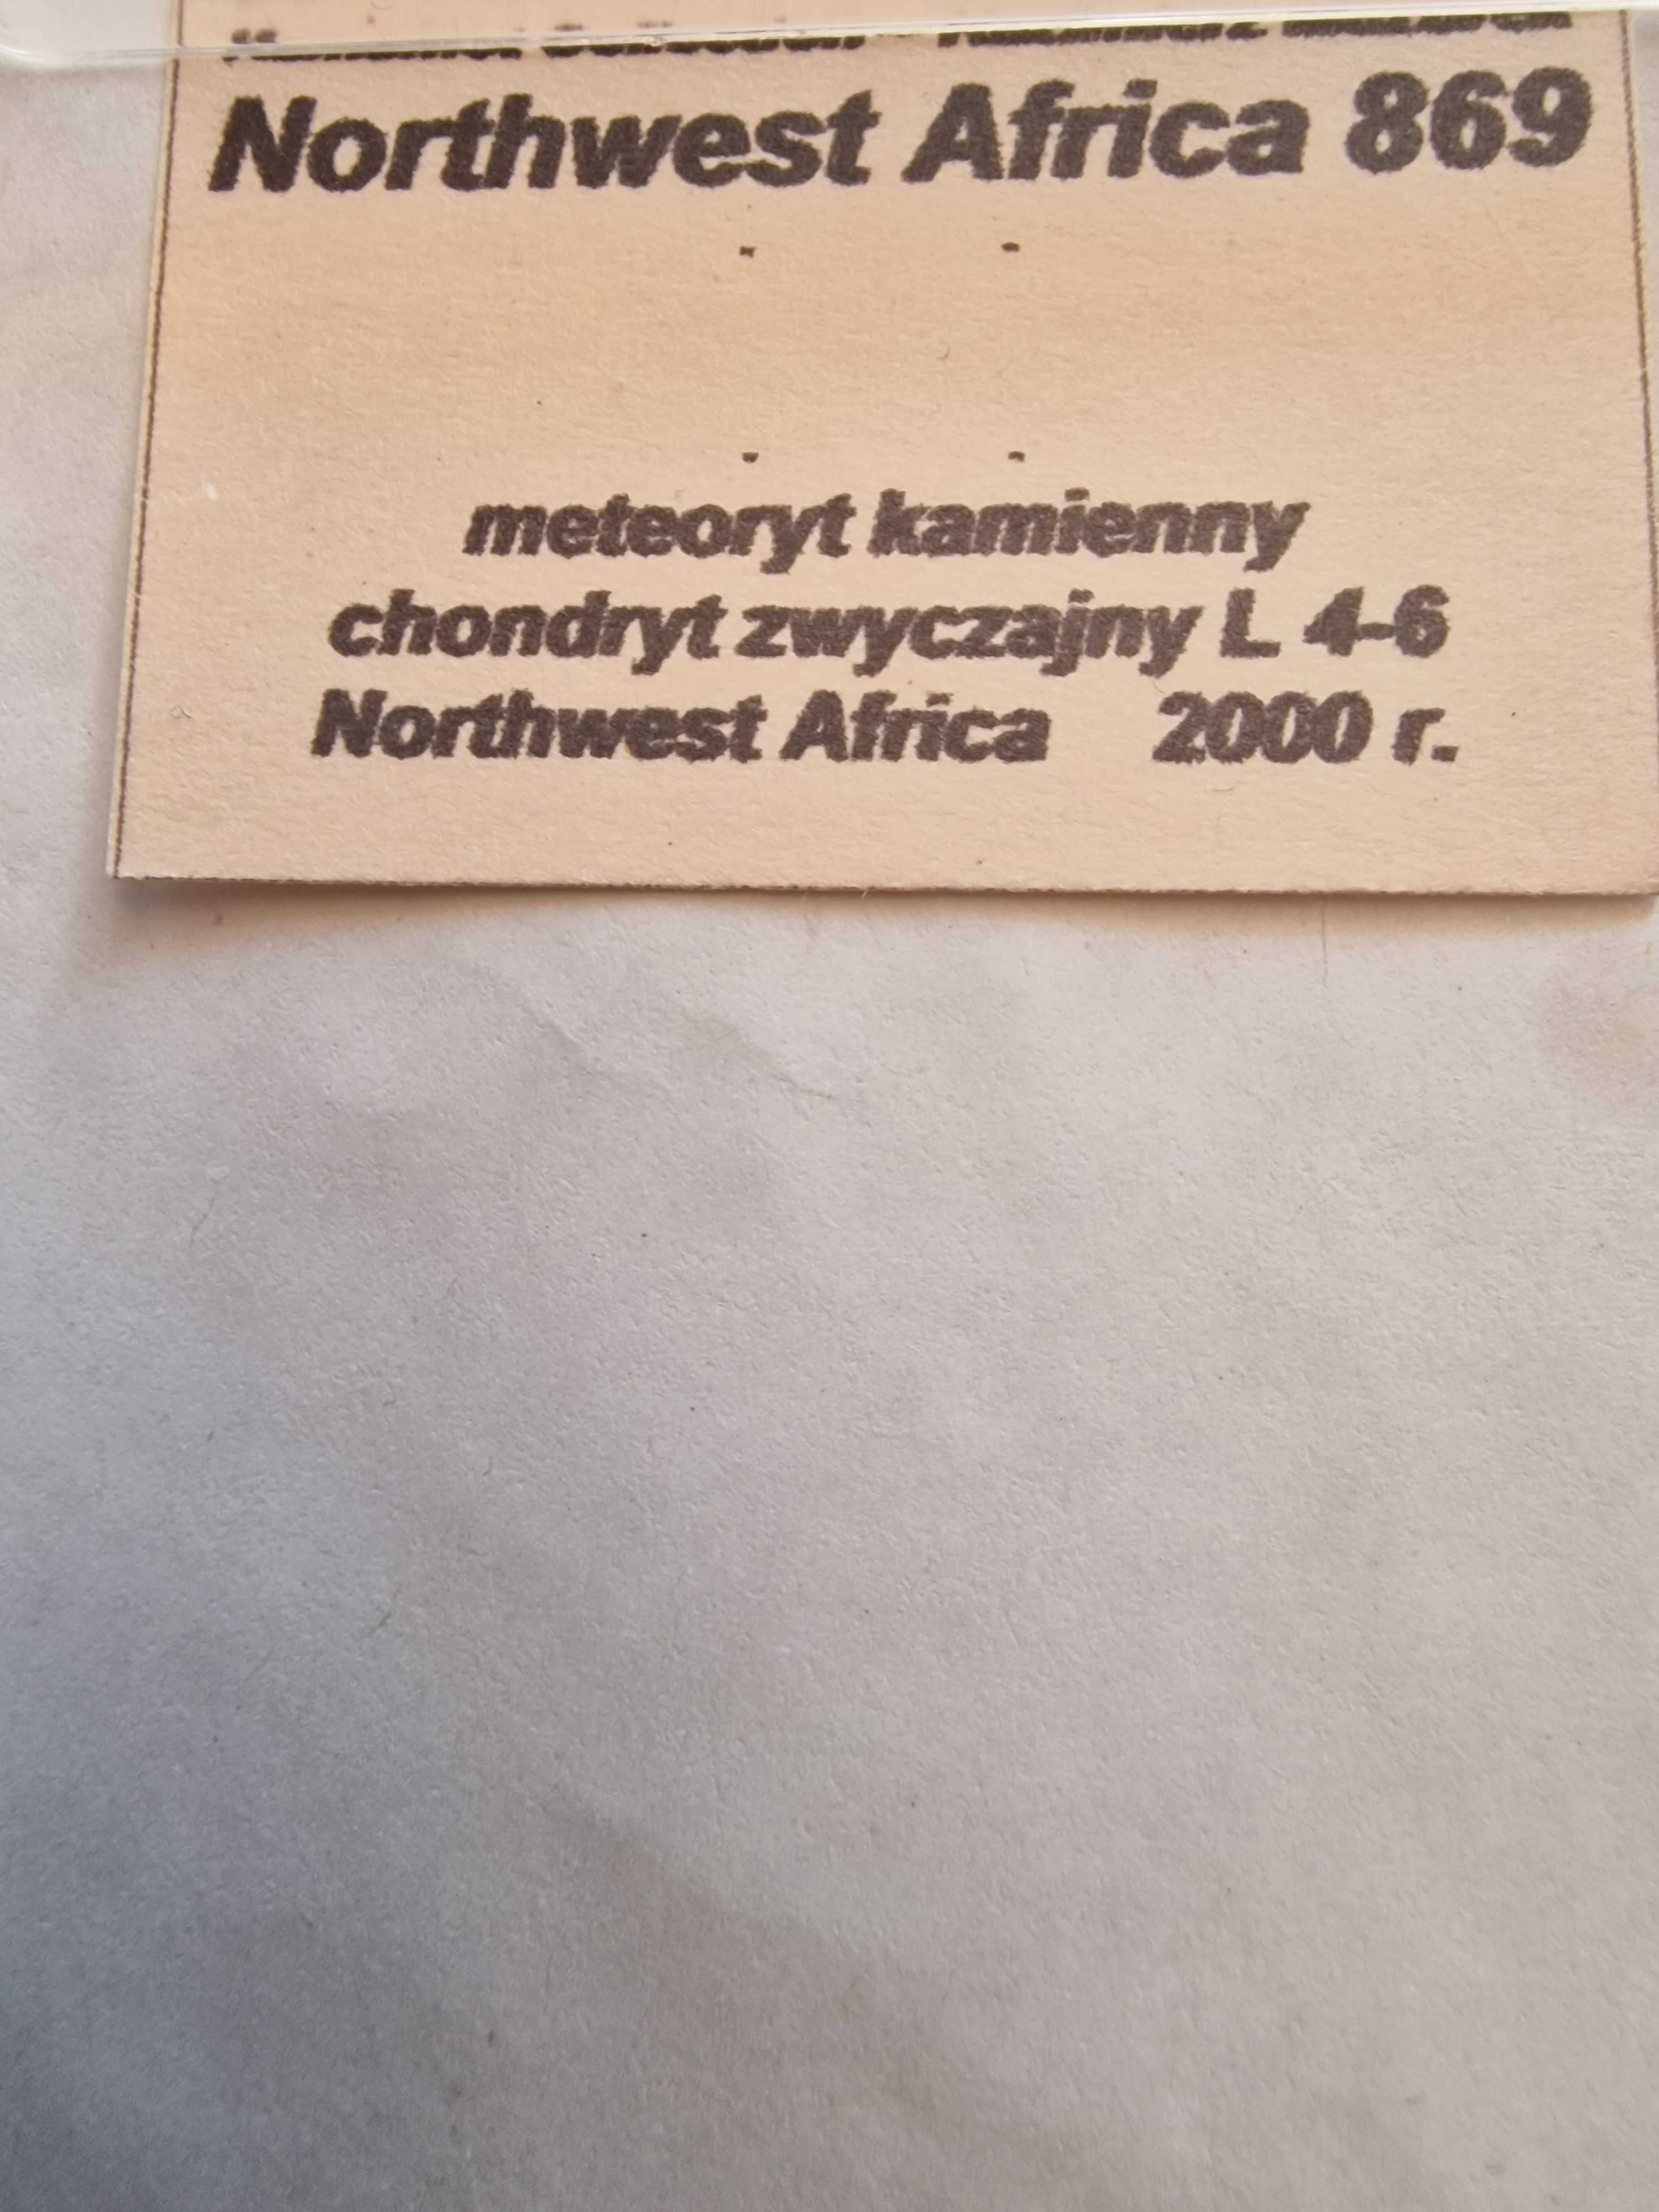 Northwest Africa 869
meteoryt kamienny
chondryt zwyczajny L 4-6
Northwest Africa 2000 r.